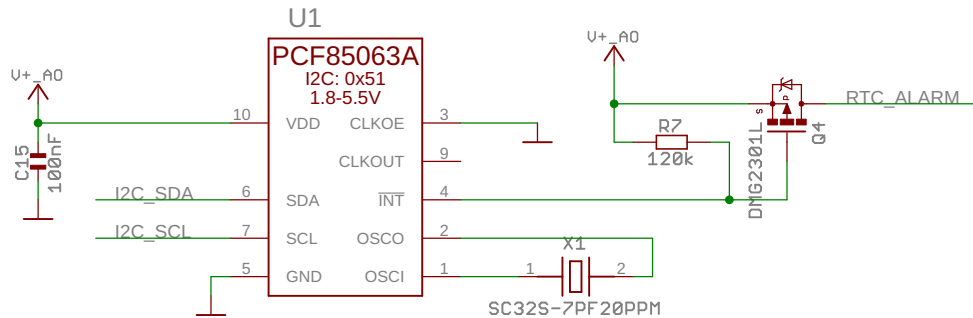 U1
PCF85063A
I2C: 0x51
1.8-5.5V
V+_AO
C15
100nF
10 VDD
CLKOE 3
CLKOUT 9
I2C_SDA
6 SDA
INT 4
I2C_SCL
7 SCL
OSCO 2
5 GND
OSCI 1
1 X1 2
SC32S-7PF20PPM
V+_AO
R7
120k
S
P
DMG2301L
Q4
RTC_ALARM